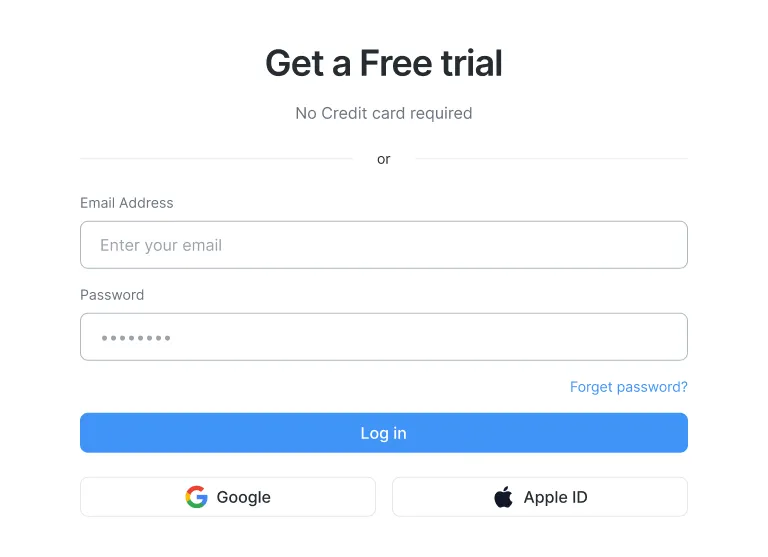 Get a Free trial
No Credit card required
or
Email Address
Enter your email
Password
Forget password?
Log in
Google
Apple ID